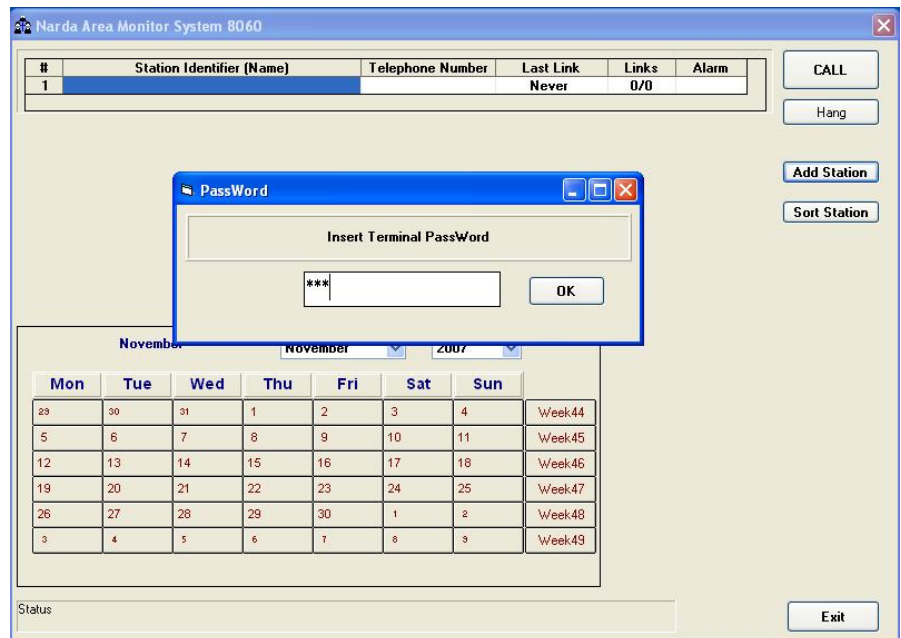 Narda Area Monitor System 8060
# Station Identifier (Name) Telephone Number Last Link Links Alarm
1 Never 0/0
CALL
Hang
Add Station
Sort Station
PassWord
Insert Terminal PassWord
***
OK
November 2007
Mon Tue Wed Thu Fri Sat Sun
29 30 31 1 2 3 4 Week44
5 6 7 8 9 10 11 Week45
12 13 14 15 16 17 18 Week46
19 20 21 22 23 24 25 Week47
26 27 28 29 30 1 2 Week48
3 4 5 6 7 8 9 Week49
Status
Exit